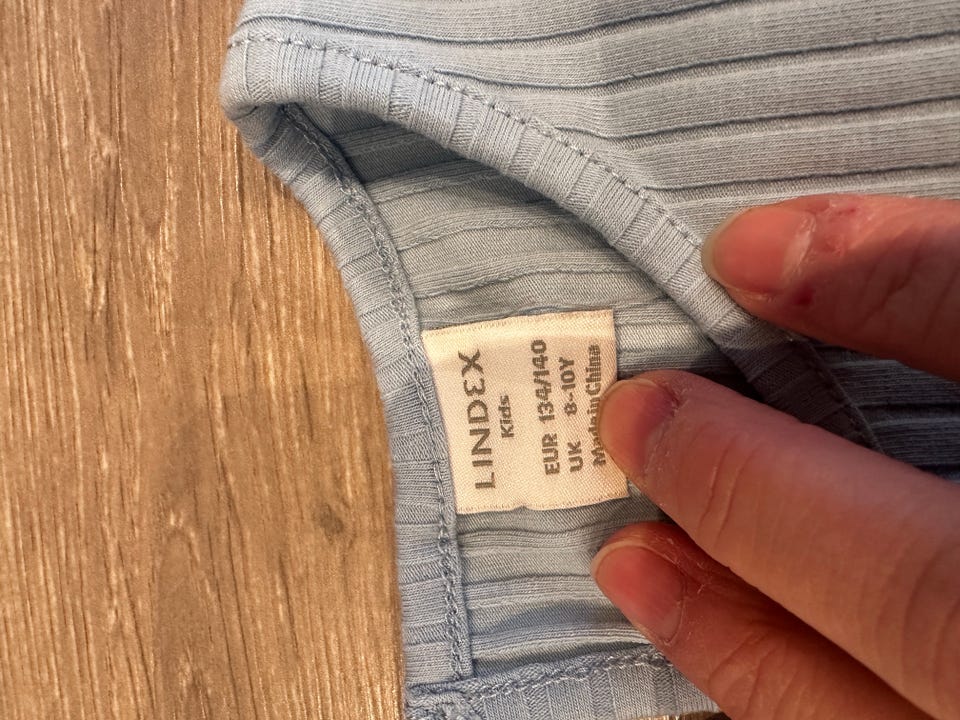 LINDEX
Kids
EUR 134/140
UK 8-10Y
Made in China